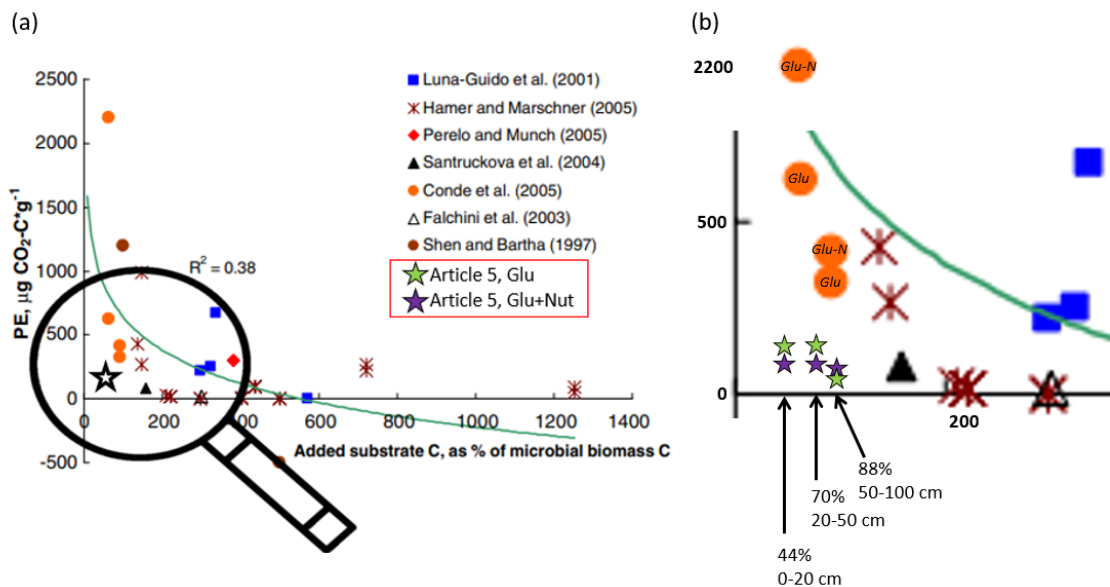 (a)
2500
2000
1500
1000
500
0
-500
PE, µg CO2-C*g-1
0
200
400
600
800
1000
1200
1400
Added substrate C, as % of microbial biomass C
R2 = 0.38
Luna-Guido et al. (2001)
Hamer and Marschner (2005)
Perelo and Munch (2005)
Santruckova et al. (2004)
Conde et al. (2005)
Falchini et al. (2003)
Shen and Bartha (1997)
Article 5, Glu
Article 5, Glu+Nut
(b)
2200
500
0
200
Glu-N
Glu
Glu-N
Glu
88%
50-100 cm
70%
20-50 cm
44%
0-20 cm